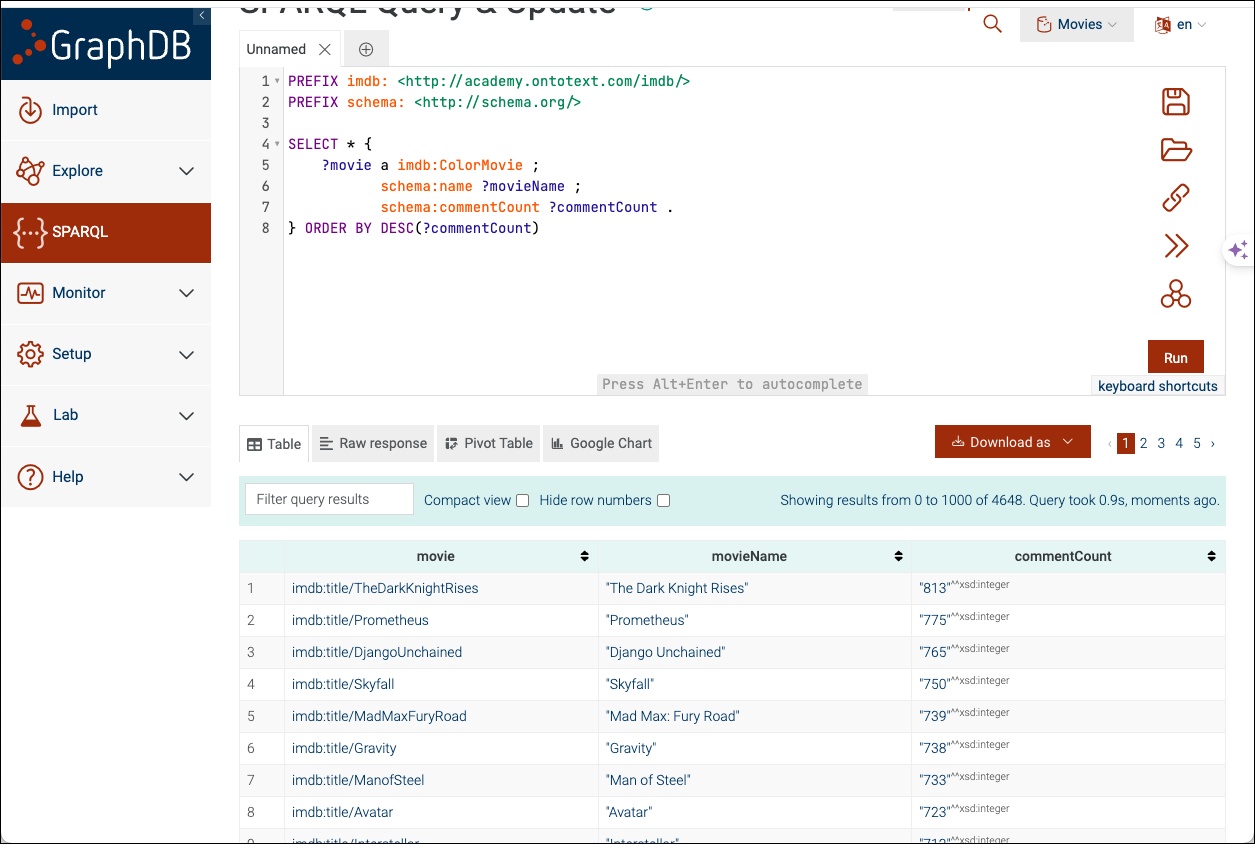 SPARQL Query & Update
GraphDB
Movies
en
Import
Explore
SPARQL
Monitor
Setup
Lab
Help
Unnamed
1 PREFIX imdb: <http://academy.ontotext.com/imdb/>
2 PREFIX schema: <http://schema.org/>
3
4 SELECT * {
5 ?movie a imdb:ColorMovie ;
6 schema:name ?movieName ;
7 schema:commentCount ?commentCount .
8 } ORDER BY DESC(?commentCount)
Run
Press Alt+Enter to autocomplete
keyboard shortcuts
Table Raw response Pivot Table Google Chart
Download as
‹ 1 2 3 4 5 ›
Filter query results Compact view Hide row numbers Showing results from 0 to 1000 of 4648. Query took 0.9s, moments ago.
movie movieName commentCount
1 imdb:title/TheDarkKnightRises "The Dark Knight Rises" "813"^^xsd:integer
2 imdb:title/Prometheus "Prometheus" "775"^^xsd:integer
3 imdb:title/DjangoUnchained "Django Unchained" "765"^^xsd:integer
4 imdb:title/Skyfall "Skyfall" "750"^^xsd:integer
5 imdb:title/MadMaxFuryRoad "Mad Max: Fury Road" "739"^^xsd:integer
6 imdb:title/Gravity "Gravity" "738"^^xsd:integer
7 imdb:title/ManofSteel "Man of Steel" "733"^^xsd:integer
8 imdb:title/Avatar "Avatar" "723"^^xsd:integer
9 imdb:title/Interstellar "Interstellar" "712"^^xsd:integer